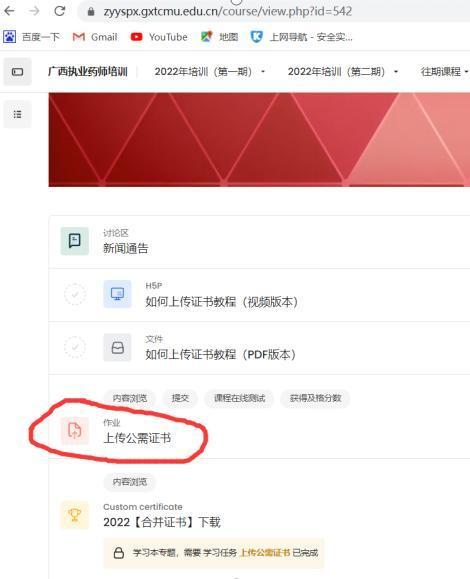 zyyspx.gxtcmu.edu.cn/course/view.php?id=542
百度一下 Gmail YouTube 地图 上网导航 - 安全实...
广西执业药师培训 2022年培训（第一期） 2022年培训（第二期） 往期课程
讨论区
新闻通告
H5P
如何上传证书教程（视频版本）
文件
如何上传证书教程（PDF版本）
内容浏览 提交 课程在线测试 获得及格分数
作业
上传公需证书
内容浏览
Custom certificate
2022【合并证书】下载
学习本专题，需要 学习任务 上传公需证书 已完成